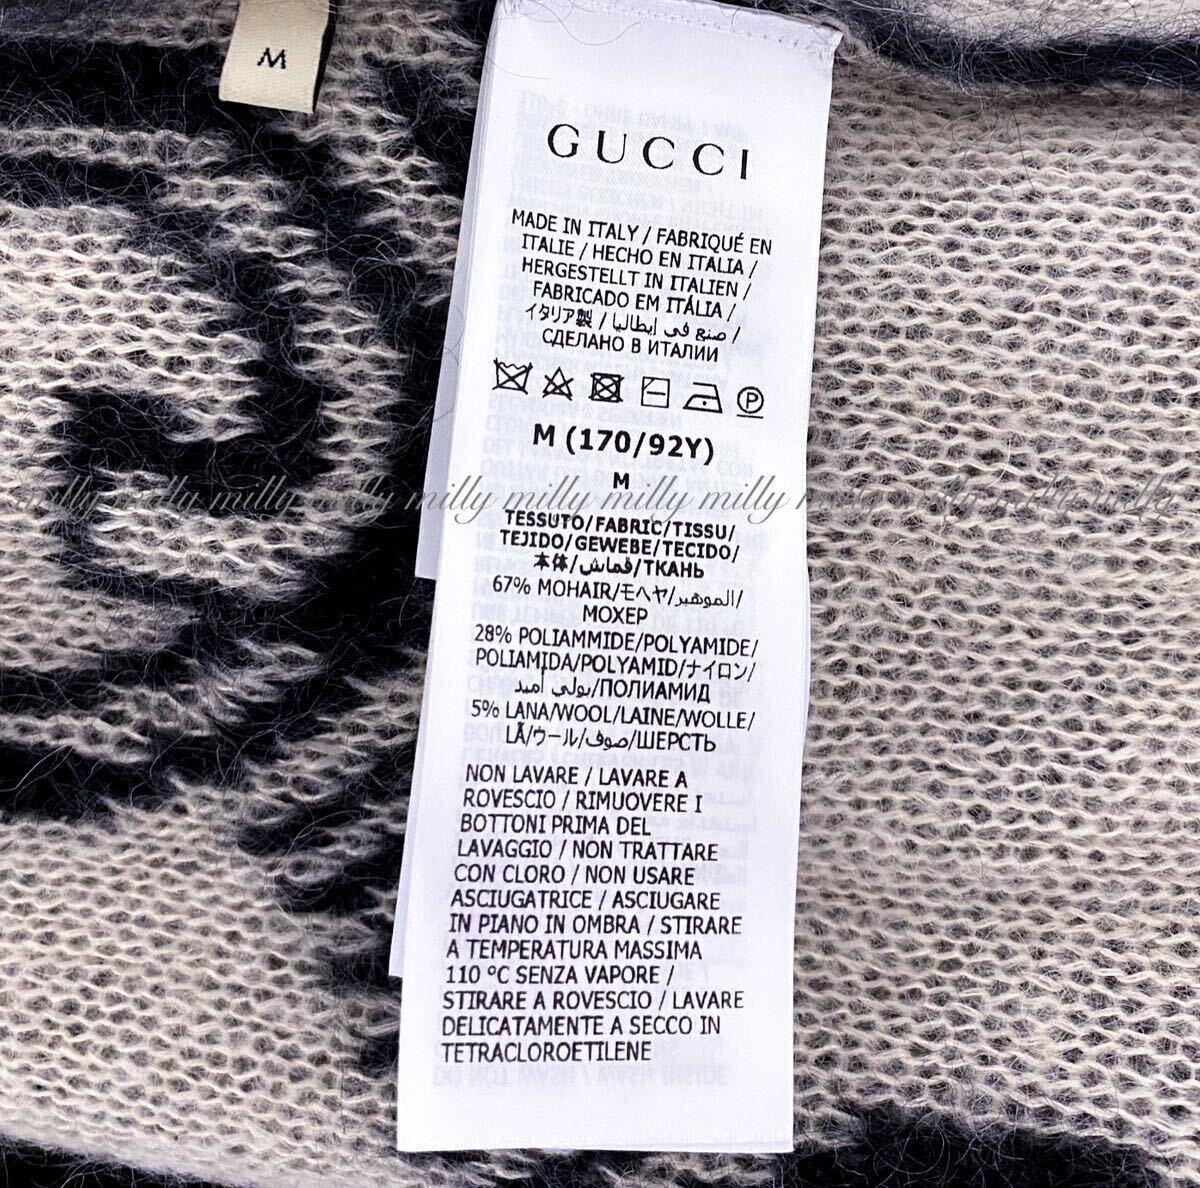 M
GUCCI
MADE IN ITALY / FABRIQUÉ EN
ITALIE / HECHO EN ITALIA /
HERGESTELLT IN ITALIEN /
FABRICADO EM ITÁLIA /
イタリア製 / صنع في إيطاليا /
СДЕЛАНО В ИТАЛИИ
P
M (170/92Y)
M
milly milly milly milly milly milly milly milly
TESSUTO/FABRIC/TISSU/
TEJIDO/GEWEBE/TECIDO/
本体/قماش/ТКАНЬ
67% MOHAIR/モヘヤ/الموهير/
МОХЕР
28% POLIAMMIDE/POLYAMIDE/
POLIAMIDA/POLYAMID/ナイロン/
بولي أميد/ПОЛИАМИД
5% LANA/WOOL/LAINE/WOLLE/
LÃ/ウール/صوف/ШЕРСТЬ
NON LAVARE / LAVARE A
ROVESCIO / RIMUOVERE I
BOTTONI PRIMA DEL
LAVAGGIO / NON TRATTARE
CON CLORO / NON USARE
ASCIUGATRICE / ASCIUGARE
IN PIANO IN OMBRA / STIRARE
A TEMPERATURA MASSIMA
110 °C SENZA VAPORE /
STIRARE A ROVESCIO / LAVARE
DELICATAMENTE A SECCO IN
TETRACLOROETILENE